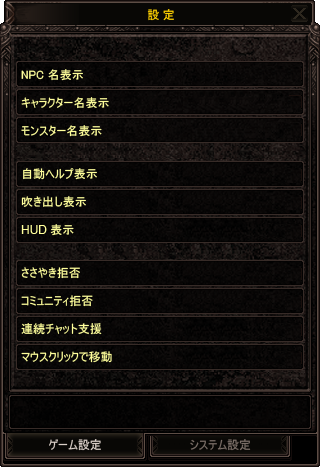 設定
NPC 名表示
キャラクター名表示
モンスター名表示
自動ヘルプ表示
吹き出し表示
HUD 表示
ささやき拒否
コミュニティ拒否
連続チャット支援
マウスクリックで移動
ゲーム設定
システム設定